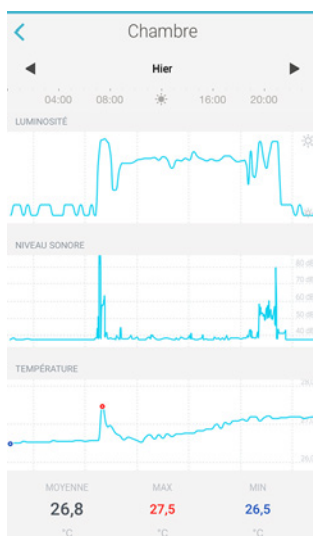 Chambre
Hier
04:00 08:00 16:00 20:00
LUMINOSITÉ
NIVEAU SONORE
80 dB
70 dB
60 dB
50 dB
40 dB
TEMPÉRATURE
MOYENNE MAX MIN
26,8 27,5 26,5
°C °C °C